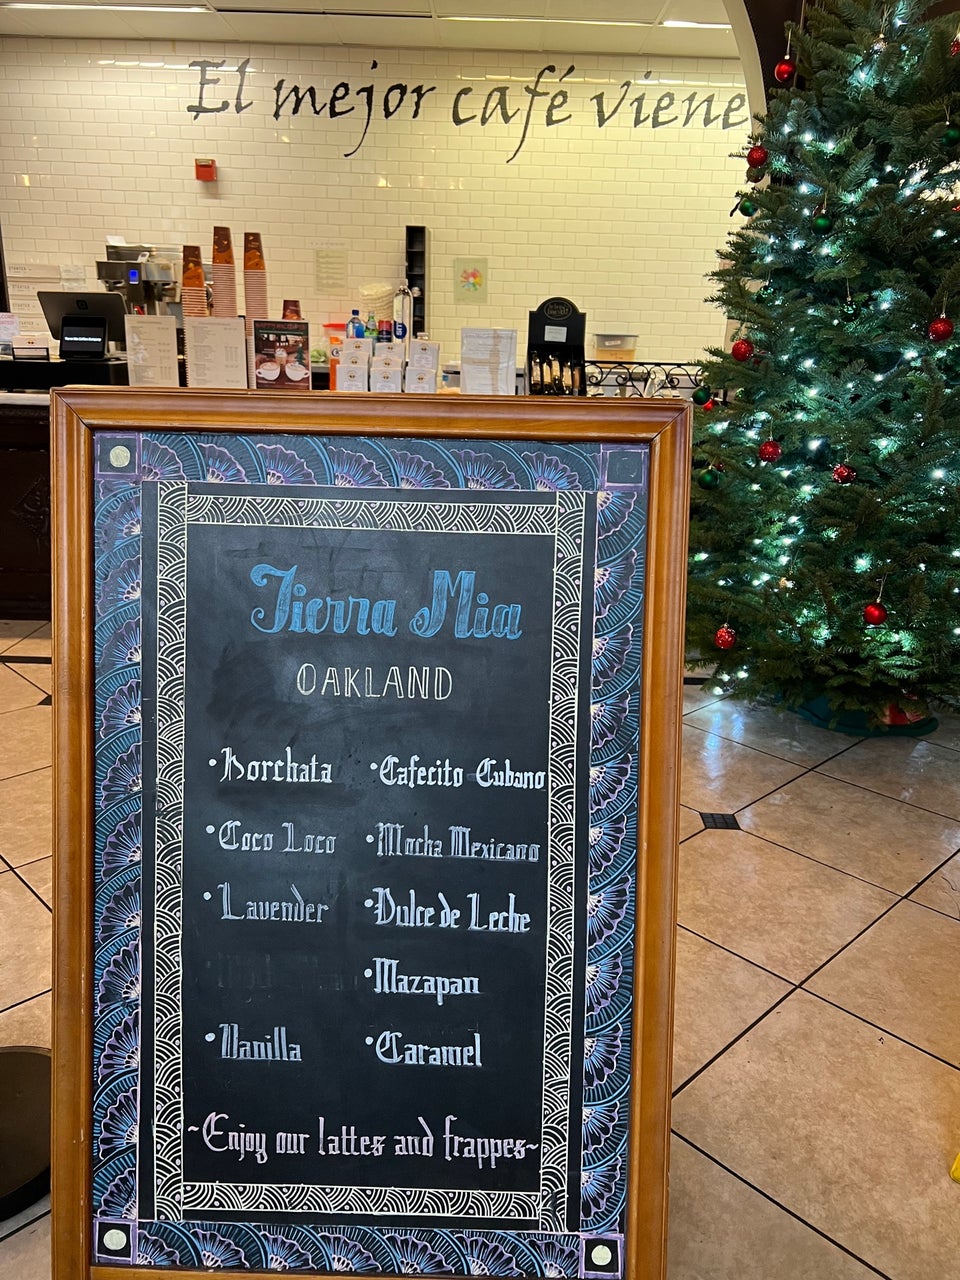 El mejor café viene
Tierra Mia
OAKLAND
• Horchata
• Cafecito Cubano
• Coco Loco
• Mocha Mexicano
• Lavender
• Dulce de Leche
• Mazapan
• Vanilla
• Caramel
~Enjoy our lattes and frappes~